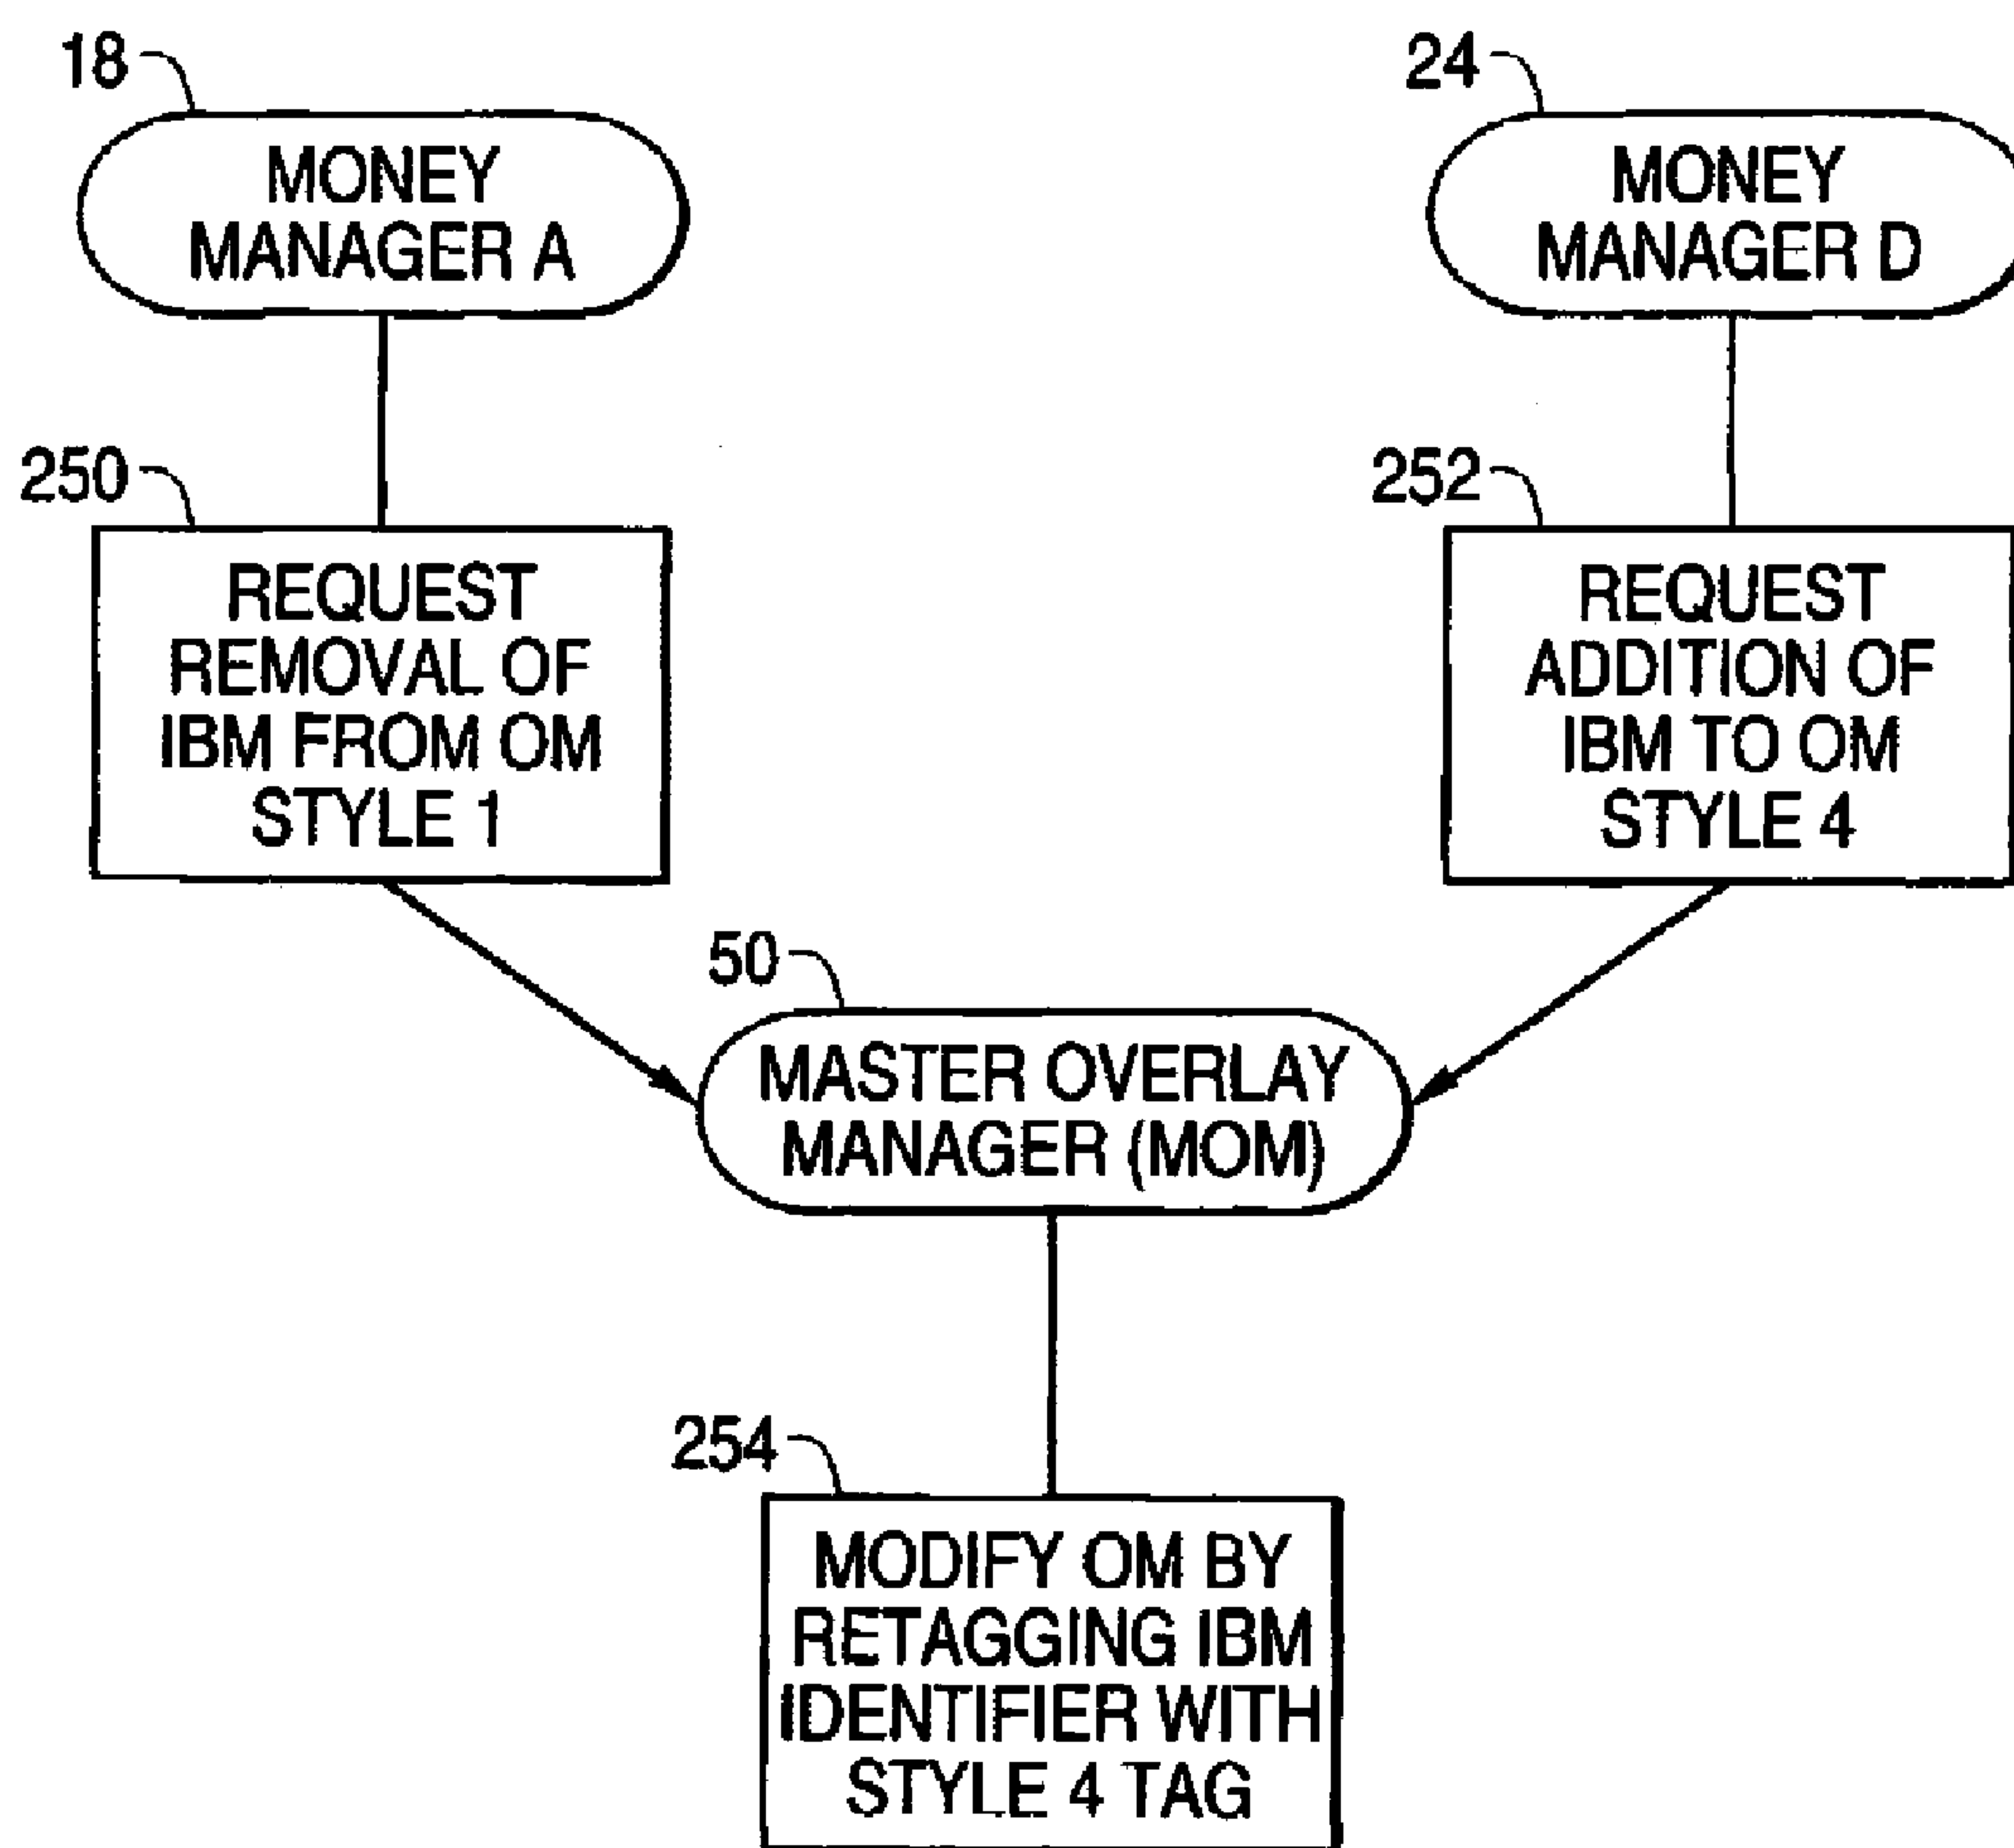 18
MONEY
MANAGER A
24
MONEY
MANAGER D
250
REQUEST
REMOVAL OF
IBM FROM OM
STYLE 1
252
REQUEST
ADDITION OF
IBM TO OM
STYLE 4
50
MASTER OVERLAY
MANAGER (MOM)
254
MODIFY OM BY
RETAGGING IBM
IDENTIFIER WITH
STYLE 4 TAG